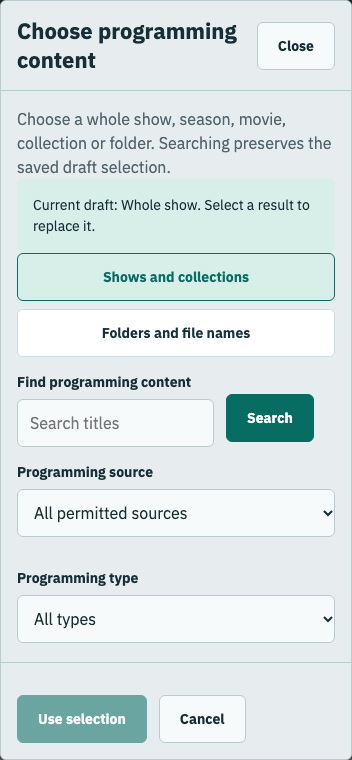 Choose programming
content
Close
Choose a whole show, season, movie,
collection or folder. Searching preserves the
saved draft selection.
Current draft: Whole show. Select a result to
replace it.
Shows and collections
Folders and file names
Find programming content
Search titles
Search
Programming source
All permitted sources
Programming type
All types
Use selection
Cancel